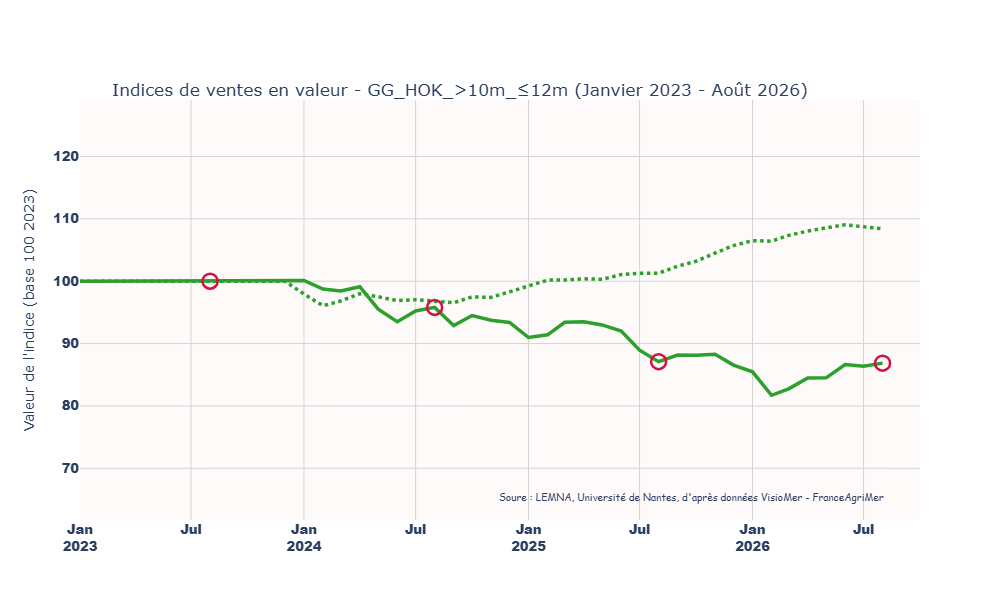 Indices de ventes en valeur - GG_HOK_>10m_≤12m (Janvier 2023 - Août 2026)
Valeur de l'indice (base 100 2023)
120
110
100
90
80
70
Soure : LEMNA, Université de Nantes, d'après données VisioMer - FranceAgriMer
Jan Jul Jan Jul Jan Jul Jan Jul
2023 2024 2025 2026